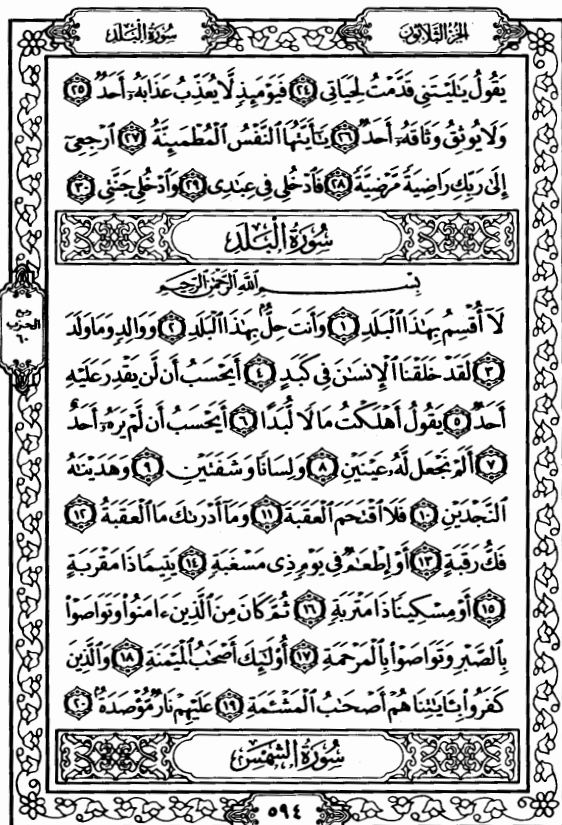 الجزء الثلاثون
سورة البلد
يَقُولُ يَٰلَيْتَنِى قَدَّمْتُ لِحَيَاتِى ٢٤ فَيَوْمَئِذٍ لَّا يُعَذِّبُ عَذَابَهُۥٓ أَحَدٌ ٢٥
وَلَا يُوثِقُ وَثَاقَهُۥٓ أَحَدٌ ٢٦ يَٰٓأَيَّتُهَا ٱلنَّفْسُ ٱلْمُطْمَئِنَّةُ ٢٧ ٱرْجِعِىٓ
إِلَىٰ رَبِّكِ رَاضِيَةً مَّرْضِيَّةً ٢٨ فَٱدْخُلِى فِى عِبَٰدِى ٢٩ وَٱدْخُلِى جَنَّتِى ٣٠
سُورَةُ الْبَلَدِ
بِسْمِ ٱللَّهِ ٱلرَّحْمَٰنِ ٱلرَّحِيمِ
لَآ أُقْسِمُ بِهَٰذَا ٱلْبَلَدِ ١ وَأَنتَ حِلٌّۢ بِهَٰذَا ٱلْبَلَدِ ٢ وَوَالِدٍ وَمَا وَلَدَ
٣ لَقَدْ خَلَقْنَا ٱلْإِنسَٰنَ فِى كَبَدٍ ٤ أَيَحْسَبُ أَن لَّن يَقْدِرَ عَلَيْهِ
أَحَدٌ ٥ يَقُولُ أَهْلَكْتُ مَالًا لُّبَدًا ٦ أَيَحْسَبُ أَن لَّمْ يَرَهُۥٓ أَحَدٌ
٧ أَلَمْ نَجْعَل لَّهُۥ عَيْنَيْنِ ٨ وَلِسَانًا وَشَفَتَيْنِ ٩ وَهَدَيْنَٰهُ
ٱلنَّجْدَيْنِ ١٠ فَلَا ٱقْتَحَمَ ٱلْعَقَبَةَ ١١ وَمَآ أَدْرَىٰكَ مَا ٱلْعَقَبَةُ ١٢
فَكُّ رَقَبَةٍ ١٣ أَوْ إِطْعَٰمٌ فِى يَوْمٍ ذِى مَسْغَبَةٍ ١٤ يَتِيمًا ذَا مَقْرَبَةٍ
١٥ أَوْ مِسْكِينًا ذَا مَتْرَبَةٍ ١٦ ثُمَّ كَانَ مِنَ ٱلَّذِينَ ءَامَنُوا۟ وَتَوَاصَوْا۟
بِٱلصَّبْرِ وَتَوَاصَوْا۟ بِٱلْمَرْحَمَةِ ١٧ أُو۟لَٰٓئِكَ أَصْحَٰبُ ٱلْمَيْمَنَةِ ١٨ وَٱلَّذِينَ
كَفَرُوا۟ بِـَٔايَٰتِنَا هُمْ أَصْحَٰبُ ٱلْمَشْـَٔمَةِ ١٩ عَلَيْهِمْ نَارٌ مُّؤْصَدَةٌۢ ٢٠
سُورَةُ الشَّمْسِ
ربع
الحزب
٦٠
٥٩٤